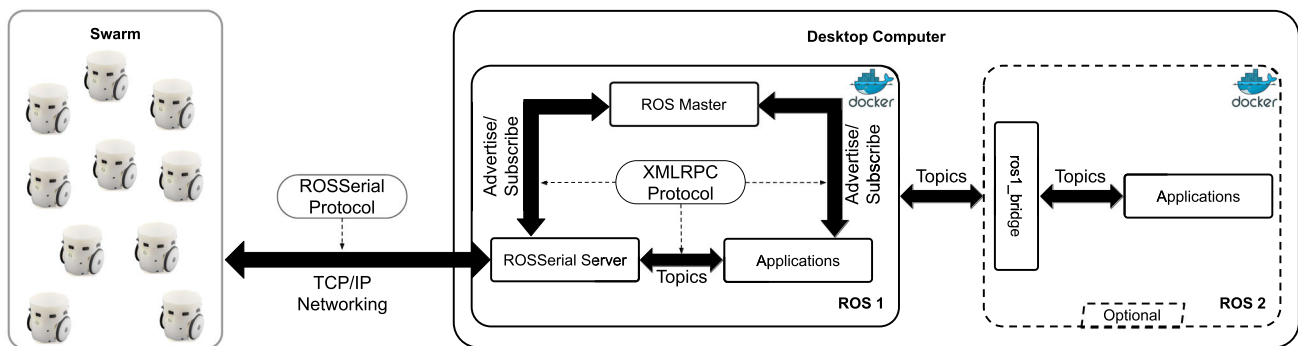 Swarm
Desktop Computer
ROSSerial
Protocol
TCP/IP
Networking
docker
ROS Master
Advertise/
Subscribe
XMLRPC
Protocol
Advertise/
Subscribe
ROSSerial Server
Topics
Applications
ROS 1
Topics
docker
ros1_bridge
Topics
Applications
ROS 2
Optional